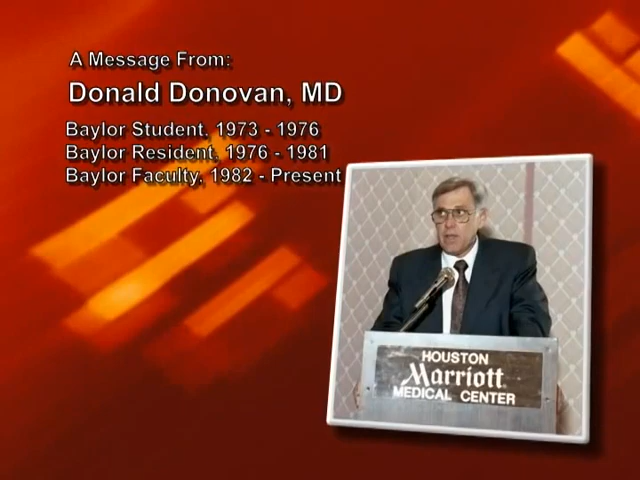 A Message From:
Donald Donovan, MD
Baylor Student, 1973 - 1976
Baylor Resident, 1976 - 1981
Baylor Faculty, 1982 - Present
HOUSTON
Marriott
MEDICAL CENTER